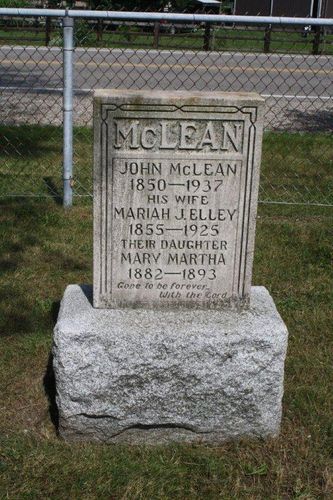 McLEAN
JOHN McLEAN
1850—1937
HIS WIFE
MARIAH J. ELLEY
1855—1925
THEIR DAUGHTER
MARY MARTHA
1882—1893
Gone to be forever
With the Lord